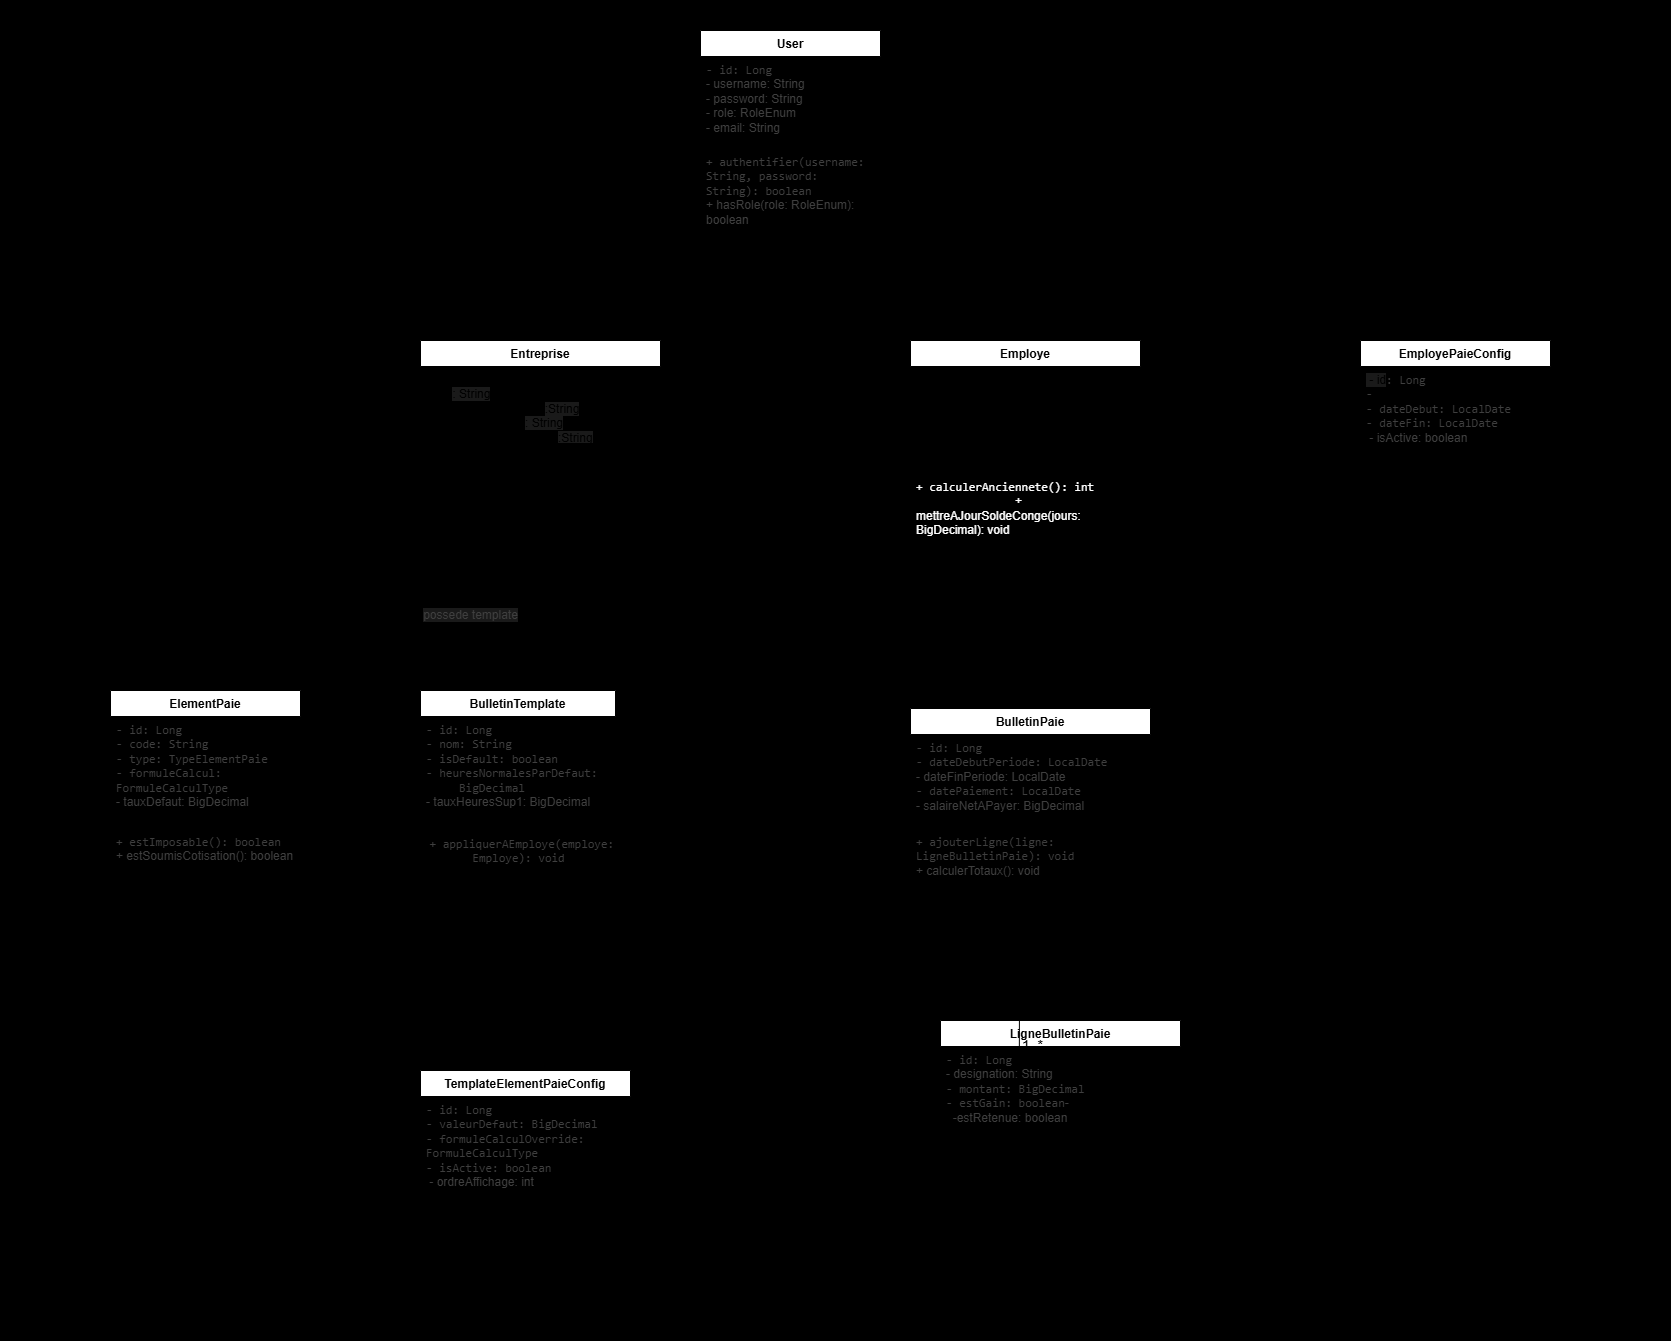 User
- id: Long
- username: String
- password: String
- role: RoleEnum
- email: String
+ authentifier(username:
String, password:
String): boolean
+ hasRole(role: RoleEnum):
boolean
Entreprise
: String
: String
: String
: String
Employe
+ calculerAnciennete(): int
+
mettreAJourSoldeConge(jours:
BigDecimal): void
EmployePaieConfig
- id: Long
-
- dateDebut: LocalDate
- dateFin: LocalDate
- isActive: boolean
possede template
ElementPaie
- id: Long
- code: String
- type: TypeElementPaie
- formuleCalcul:
FormuleCalculType
- tauxDefaut: BigDecimal
+ estImposable(): boolean
+ estSoumisCotisation(): boolean
BulletinTemplate
- id: Long
- nom: String
- isDefault: boolean
- heuresNormalesParDefaut:
BigDecimal
- tauxHeuresSup1: BigDecimal
+ appliquerAEmploye(employe:
Employe): void
BulletinPaie
- id: Long
- dateDebutPeriode: LocalDate
- dateFinPeriode: LocalDate
- datePaiement: LocalDate
- salaireNetAPayer: BigDecimal
+ ajouterLigne(ligne:
LigneBulletinPaie): void
+ calculerTotaux(): void
LigneBulletinPaie
1 *
- id: Long
- designation: String
- montant: BigDecimal
- estGain: boolean-
-estRetenue: boolean
TemplateElementPaieConfig
- id: Long
- valeurDefaut: BigDecimal
- formuleCalculOverride:
FormuleCalculType
- isActive: boolean
- ordreAffichage: int